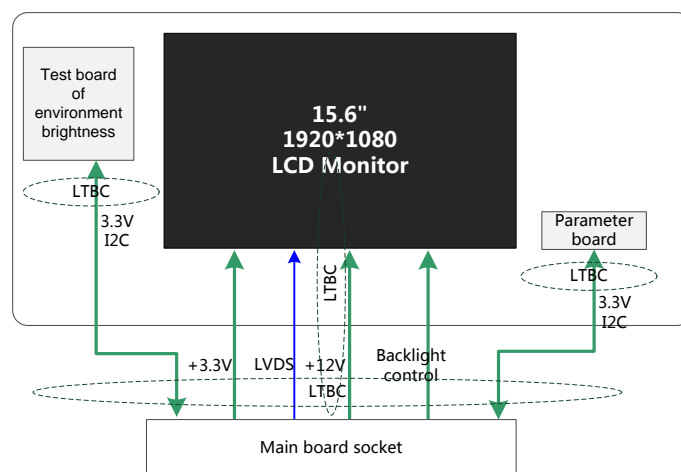 Test board
of
environment
brightness
15.6"
1920*1080
LCD Monitor
LTBC
3.3V
I2C
LTBC
Parameter
board
LTBC
3.3V
I2C
+3.3V
LVDS
+12V
Backlight
control
LTBC
Main board socket